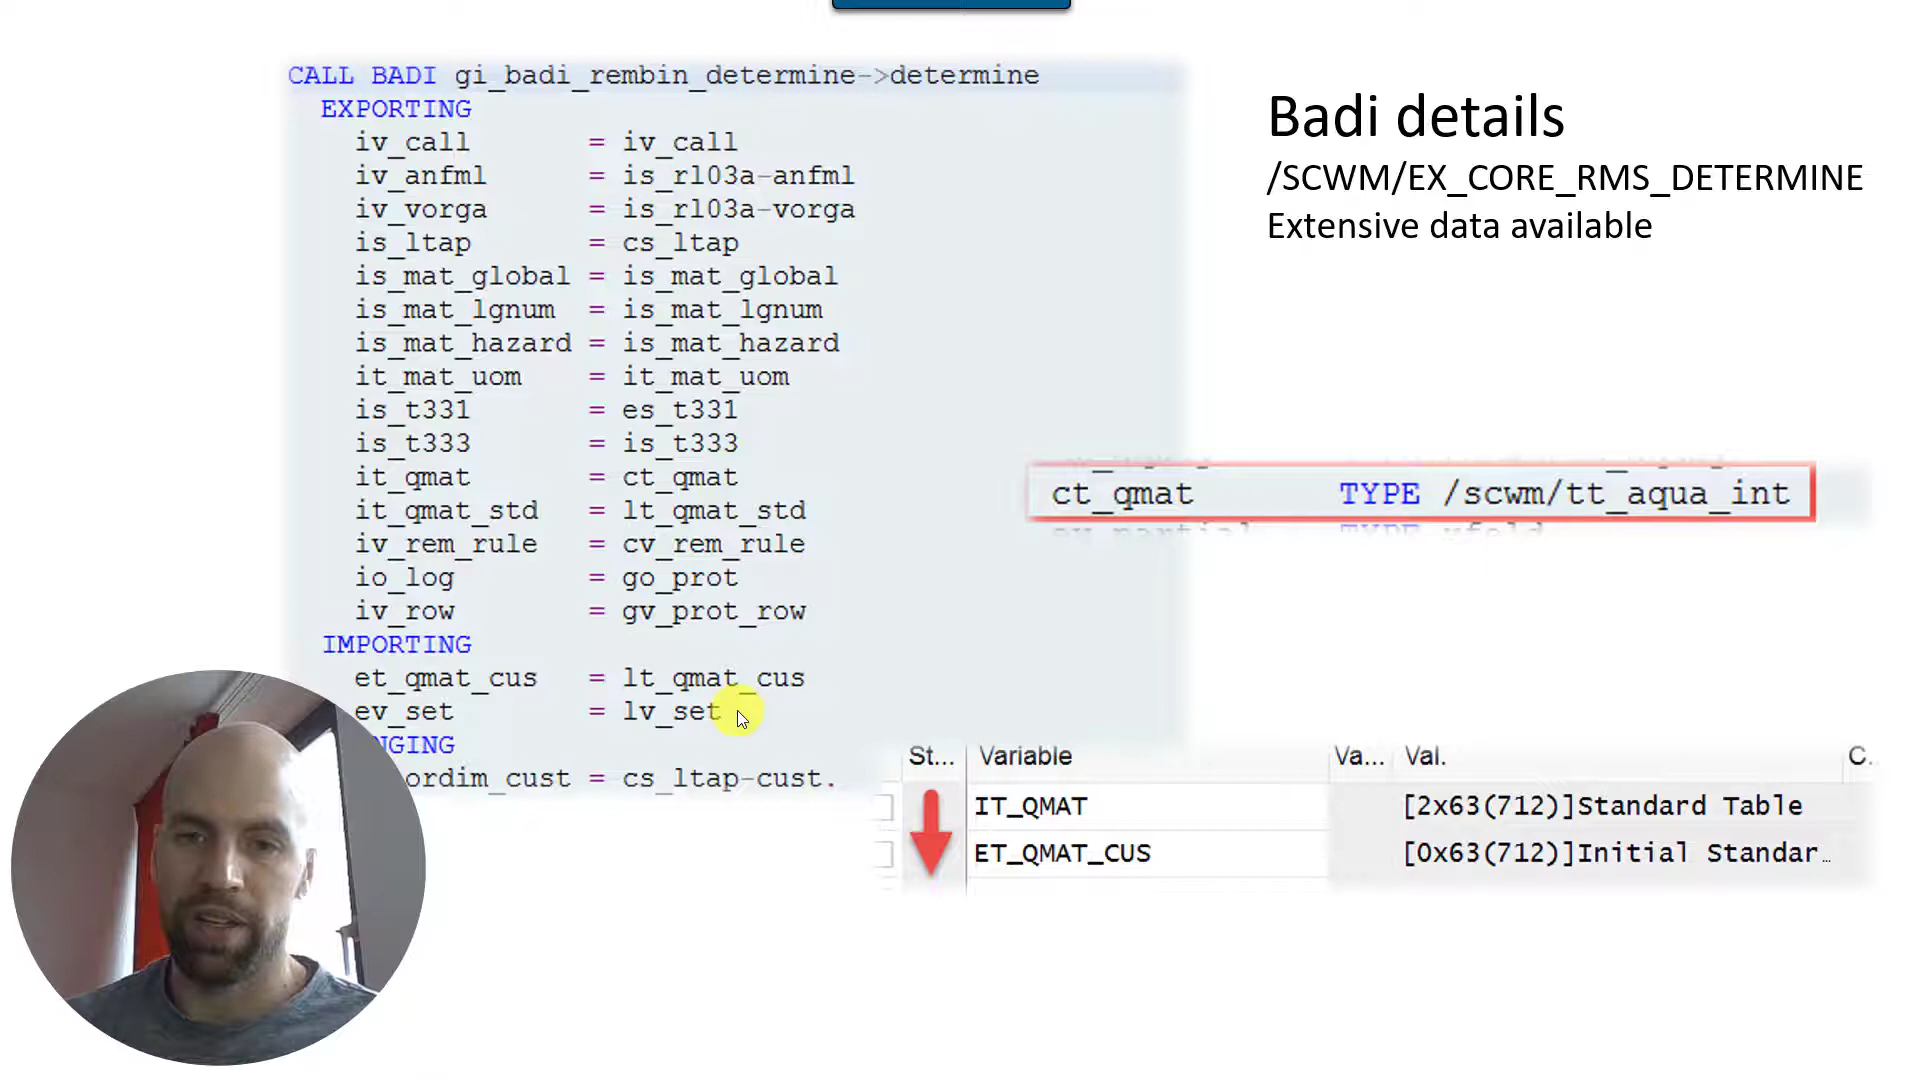 CALL BADI gi_badi_rembin_determine->determine
EXPORTING
iv_call = iv_call
iv_anfml = is_rl03a-anfml
iv_vorga = is_rl03a-vorga
is_ltap = cs_ltap
is_mat_global = is_mat_global
is_mat_lgnum = is_mat_lgnum
is_mat_hazard = is_mat_hazard
it_mat_uom = it_mat_uom
is_t331 = es_t331
is_t333 = is_t333
it_qmat = ct_qmat
it_qmat_std = lt_qmat_std
iv_rem_rule = cv_rem_rule
io_log = go_prot
iv_row = gv_prot_row
IMPORTING
et_qmat_cus = lt_qmat_cus
ev_set = lv_set
NGING
ordim_cust = cs_ltap-cust.
Badi details
/SCWM/EX_CORE_RMS_DETERMINE
Extensive data available
ct_qmat TYPE /scwm/tt_aqua_int
St... Variable Va... Val. C.
IT_QMAT [2x63(712)]Standard Table
ET_QMAT_CUS [0x63(712)]Initial Standar…